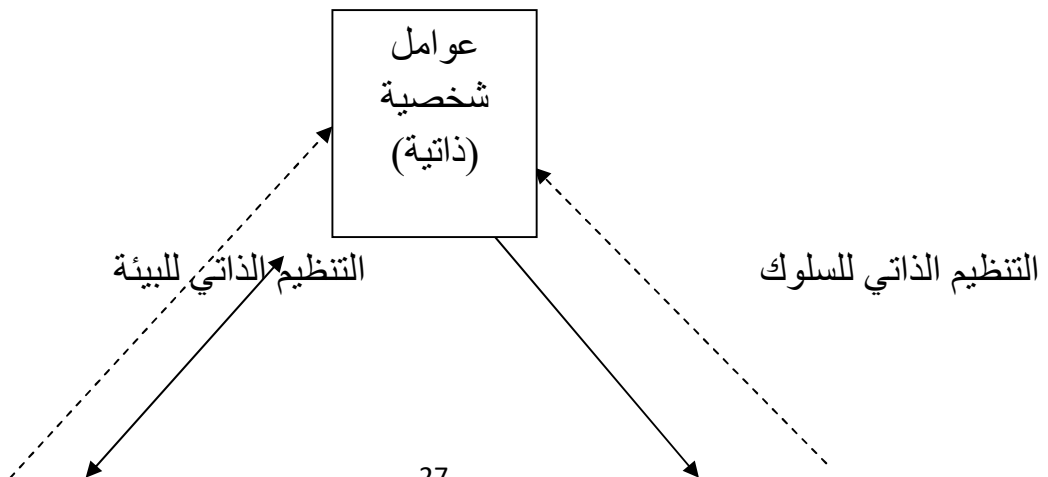 عوامل
شخصية
(ذاتية)
التنظيم الذاتي للسلوك
التنظيم الذاتي للبيئة
27